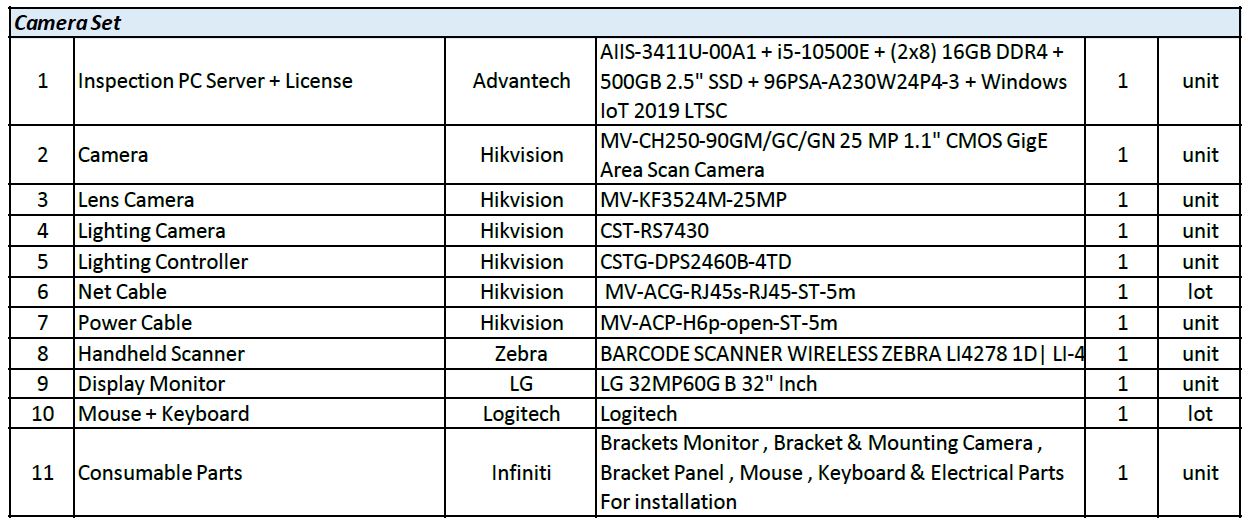 Camera Set
1 Inspection PC Server + License Advantech AIIS-3411U-00A1 + i5-10500E + (2x8) 16GB DDR4 + 500GB 2.5" SSD + 96PSA-A230W24P4-3 + Windows IoT 2019 LTSC 1 unit
2 Camera Hikvision MV-CH250-90GM/GC/GN 25 MP 1.1" CMOS GigE Area Scan Camera 1 unit
3 Lens Camera Hikvision MV-KF3524M-25MP 1 unit
4 Lighting Camera Hikvision CST-RS7430 1 unit
5 Lighting Controller Hikvision CSTG-DPS2460B-4TD 1 unit
6 Net Cable Hikvision MV-ACG-RJ45s-RJ45-ST-5m 1 lot
7 Power Cable Hikvision MV-ACP-H6p-open-ST-5m 1 unit
8 Handheld Scanner Zebra BARCODE SCANNER WIRELESS ZEBRA LI4278 1D| LI-4 1 unit
9 Display Monitor LG LG 32MP60G B 32" Inch 1 unit
10 Mouse + Keyboard Logitech Logitech 1 lot
11 Consumable Parts Infiniti Brackets Monitor , Bracket & Mounting Camera , Bracket Panel , Mouse , Keyboard & Electrical Parts For installation 1 unit